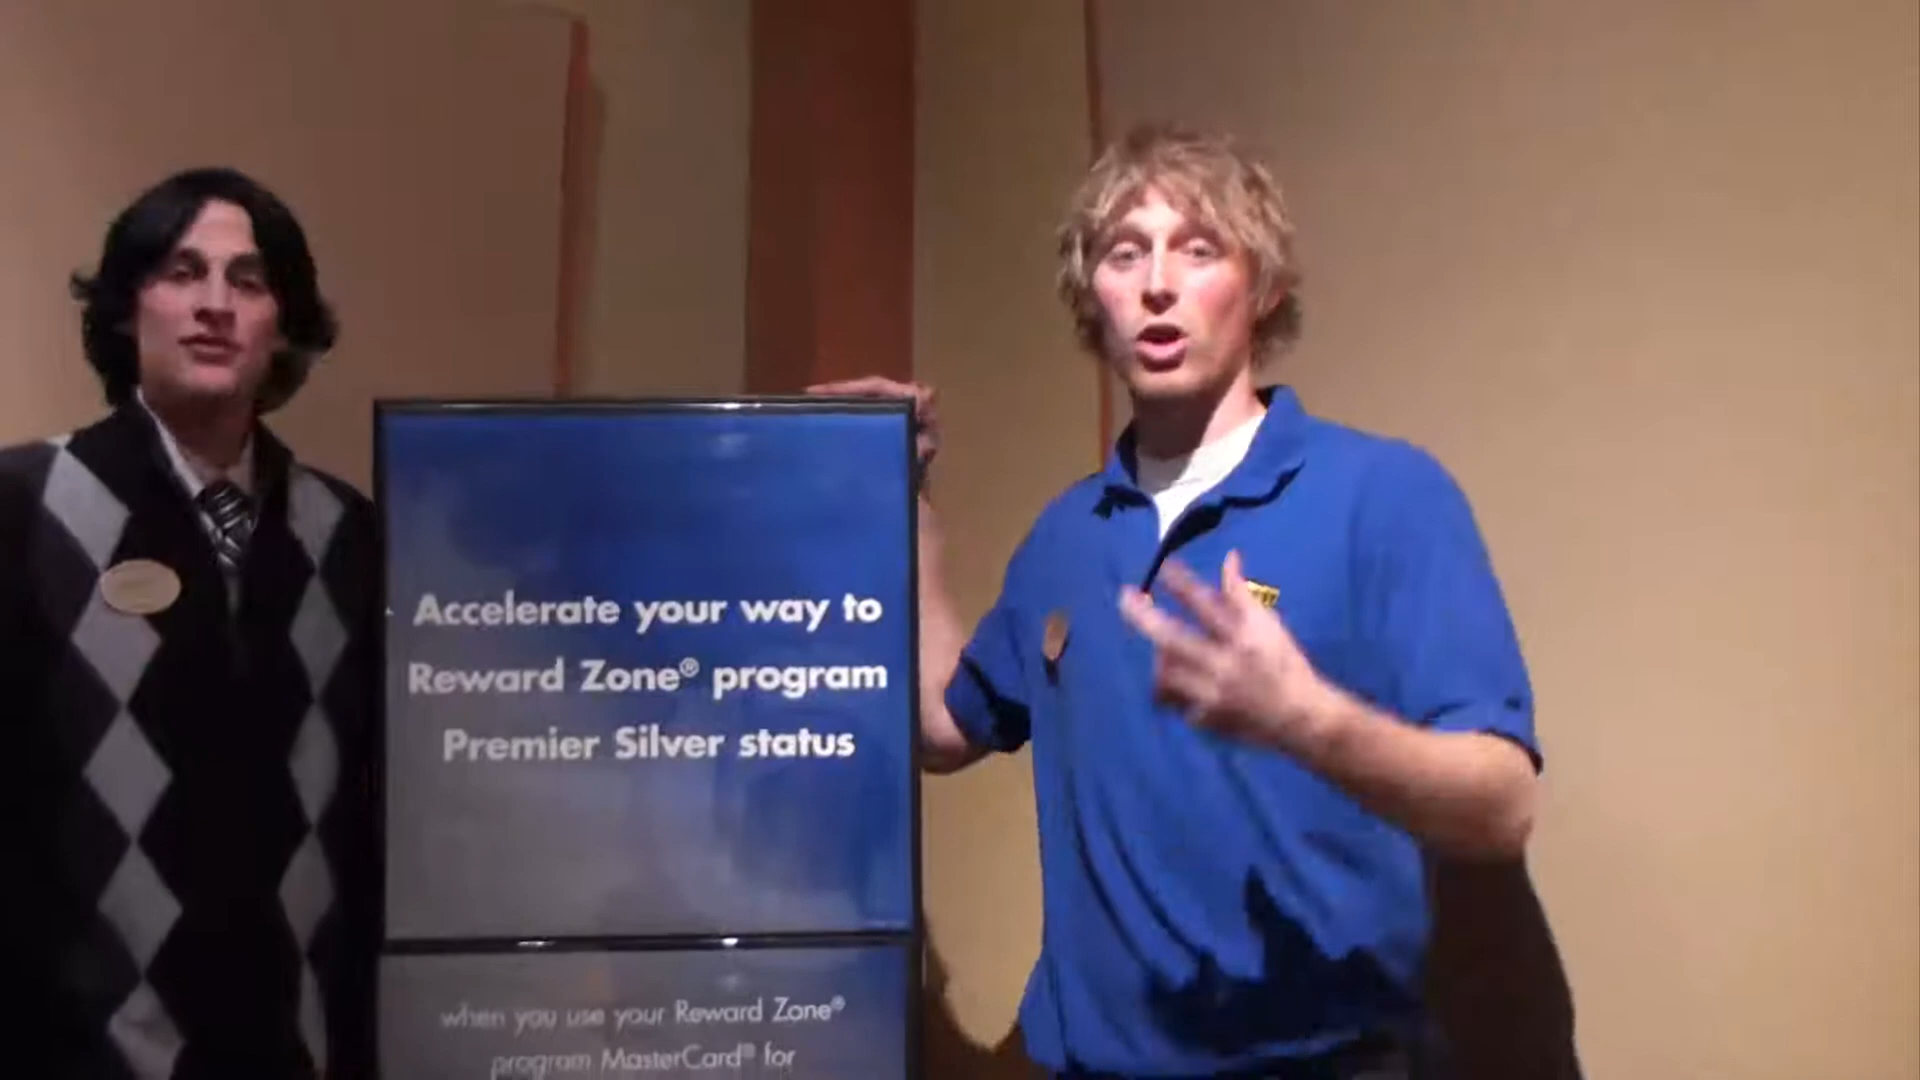 Accelerate your way to
Reward Zone® program
Premier Silver status
when you use your Reward Zone®
program MasterCard® for